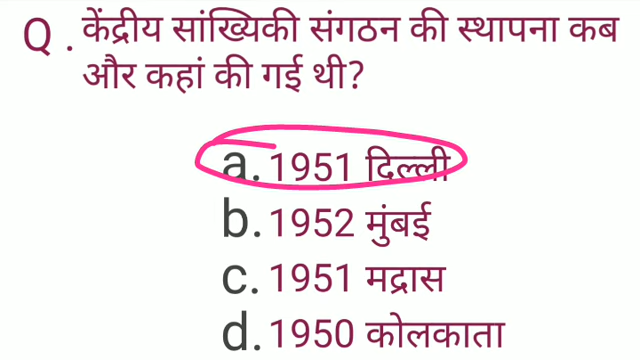 Q . केंद्रीय सांख्यिकी संगठन की स्थापना कब
और कहां की गई थी?
a. 1951 दिल्ली
b. 1952 मुंबई
c. 1951 मद्रास
d. 1950 कोलकाता